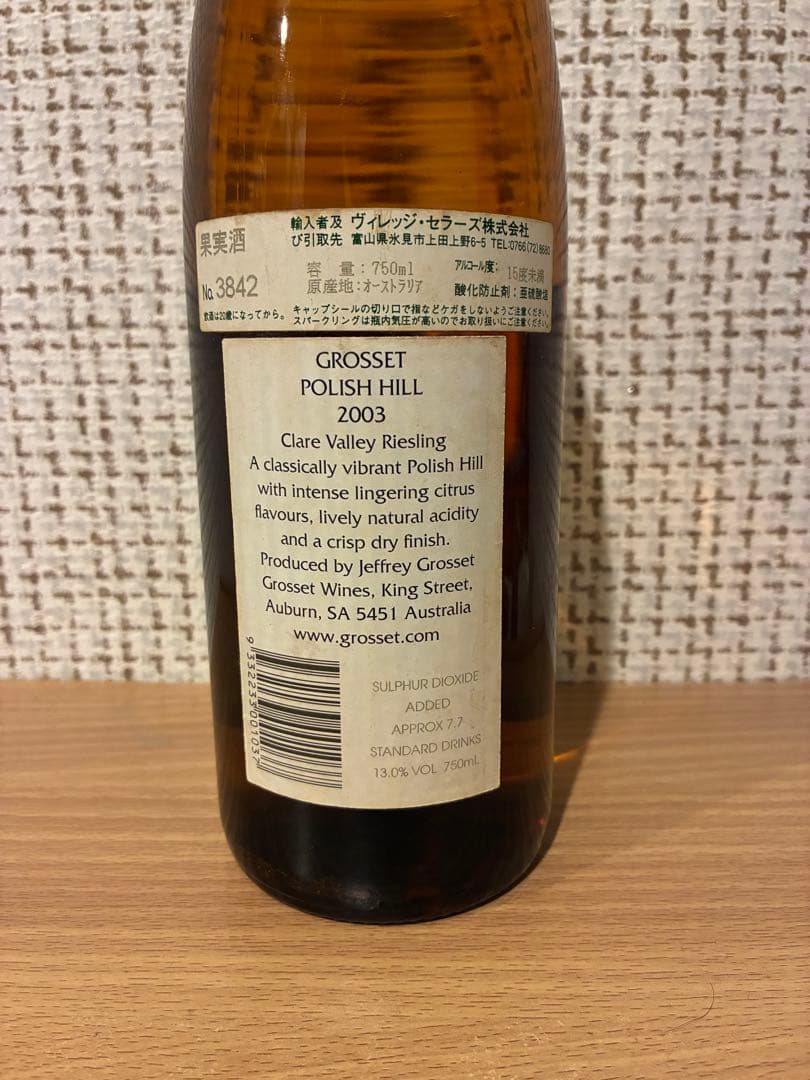 果実酒
No. 3842
飲酒は20歳になってから。
輸入者及 ヴィレッジ・セラーズ株式会社
び引取先 富山県氷見市上田上野6-5 TEL:0766(72)8680
容 量:750ml
原産地:オーストラリア
アルコール度: 15度未満
酸化防止剤:亜硫酸塩
キャップシールの切り口で指などケガをしないようご注意ください。
スパークリングは瓶内気圧が高いのでお取り扱いにご注意ください。
GROSSET
POLISH HILL
2003
Clare Valley Riesling
A classically vibrant Polish Hill
with intense lingering citrus
flavours, lively natural acidity
and a crisp dry finish.
Produced by Jeffrey Grosset
Grosset Wines, King Street,
Auburn, SA 5451 Australia
www.grosset.com
9 332233 001037
SULPHUR DIOXIDE
ADDED
APPROX 7.7
STANDARD DRINKS
13.0% VOL 750mL